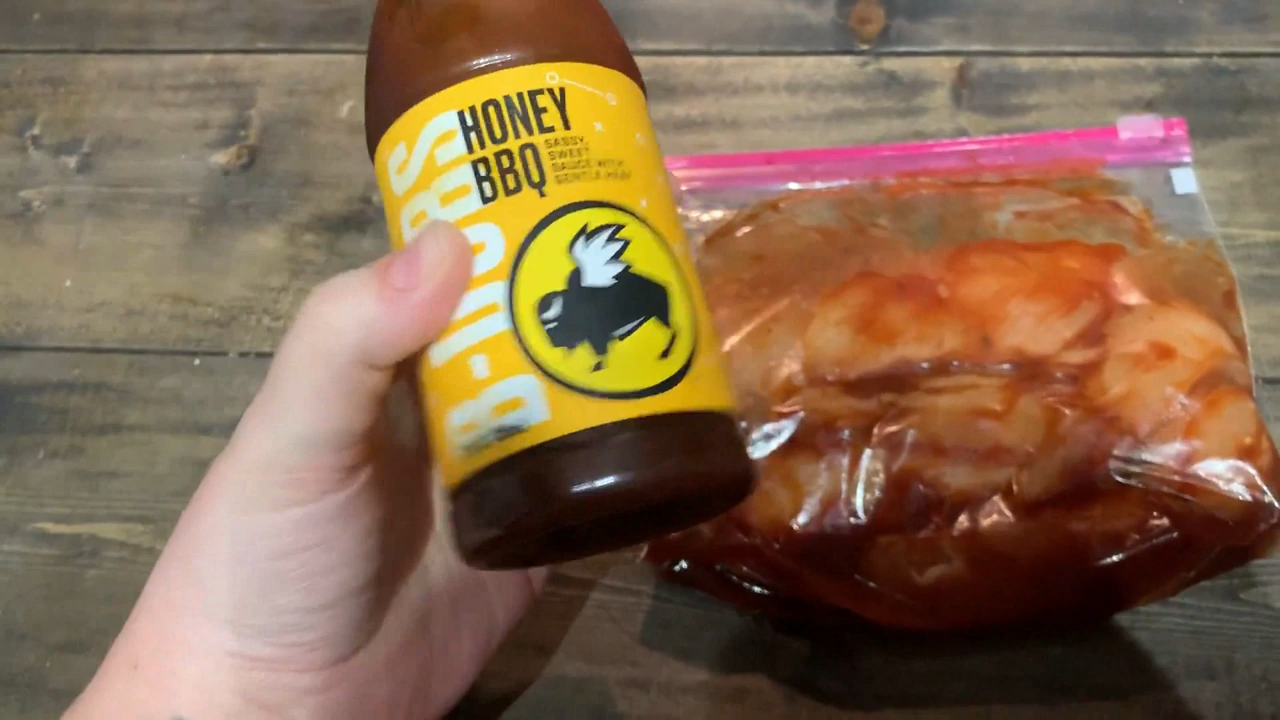 HONEY
BBQ
SASSY,
SWEET
SAUCE WITH
GENTLE HEAT
B-DUBS